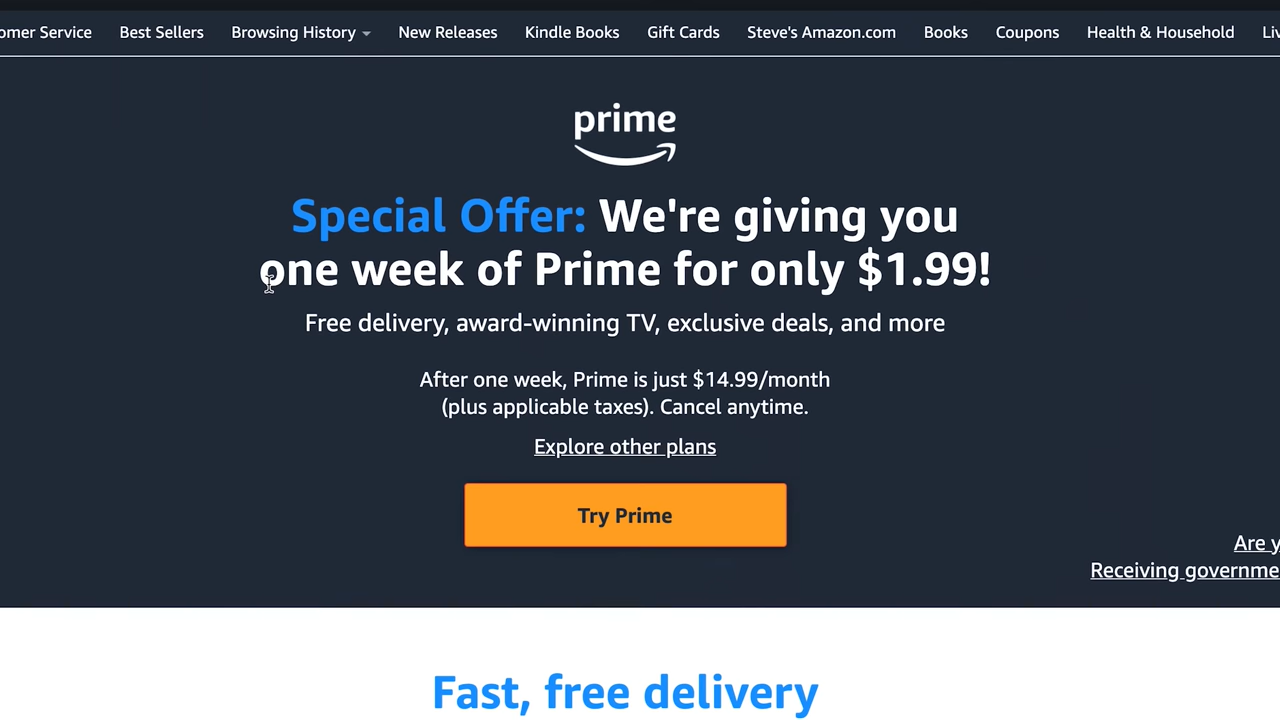 omer Service Best Sellers Browsing History New Releases Kindle Books Gift Cards Steve's Amazon.com Books Coupons Health & Household Liv
prime
Special Offer: We're giving you
one week of Prime for only $1.99!
Free delivery, award-winning TV, exclusive deals, and more
After one week, Prime is just $14.99/month
(plus applicable taxes). Cancel anytime.
Explore other plans
Try Prime
Are y
Receiving governme
Fast, free delivery